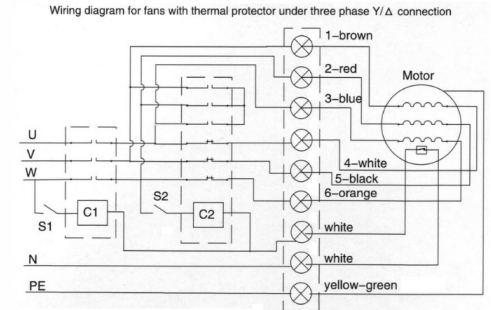 Wiring diagram for fans with thermal protector under three phase Y/Δ connection
1-brown
2-red
Motor
3-blue
U
V
4-white
W
5-black
6-orange
S1
C1
S2
C2
white
N
white
PE
yellow-green